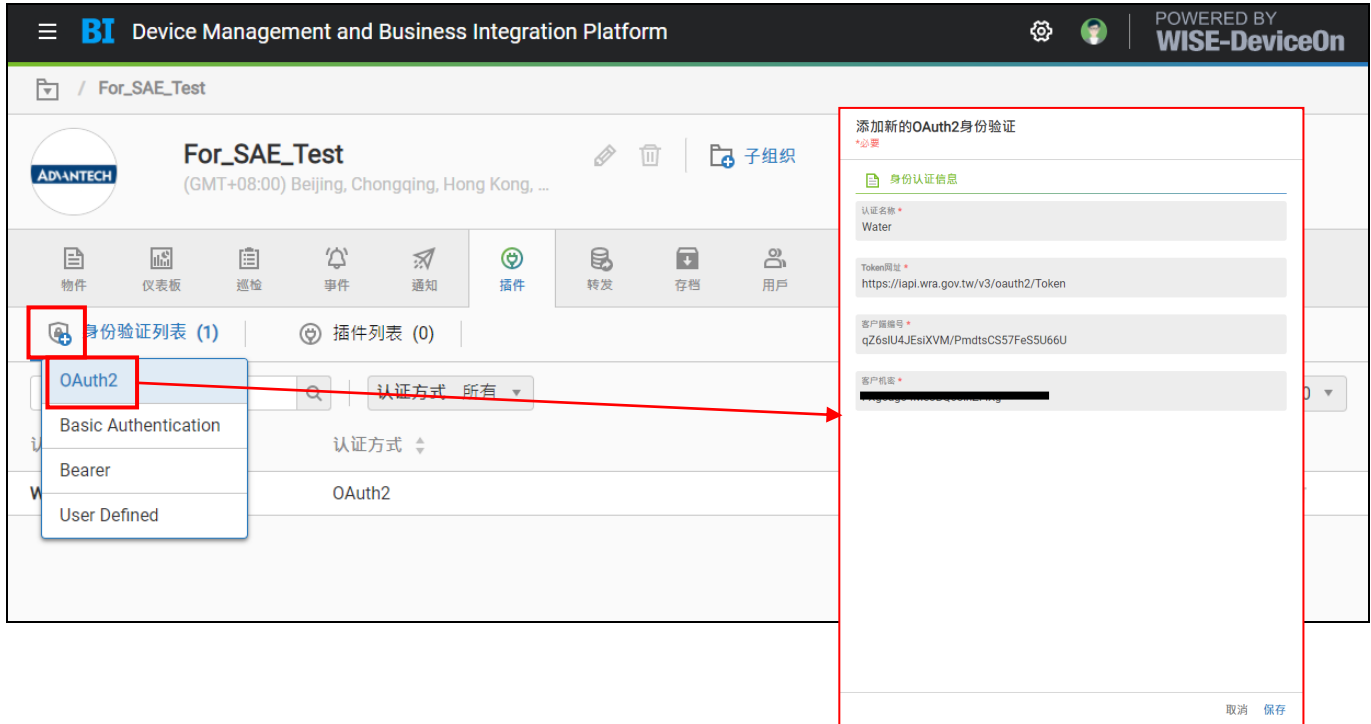 BI Device Management and Business Integration Platform
POWERED BY
WISE-DeviceOn
/ For_SAE_Test
ADVANTECH
For_SAE_Test
(GMT+08:00) Beijing, Chongqing, Hong Kong, ...
子组织
物件 仪表板 巡检 事件 通知 插件 转发 存档 用戶
身份验证列表 (1) 插件列表 (0)
OAuth2
认证方式 所有
Basic Authentication
认证方式
Bearer
OAuth2
User Defined
添加新的OAuth2身份验证
*必要
身份认证信息
认证名称 *
Water
Token网址 *
https://iapi.wra.gov.tw/v3/oauth2/Token
客户端编号 *
qZ6slU4JEsiXVM/PmdtsCS57FeS5U66U
客户机密 *
取消 保存